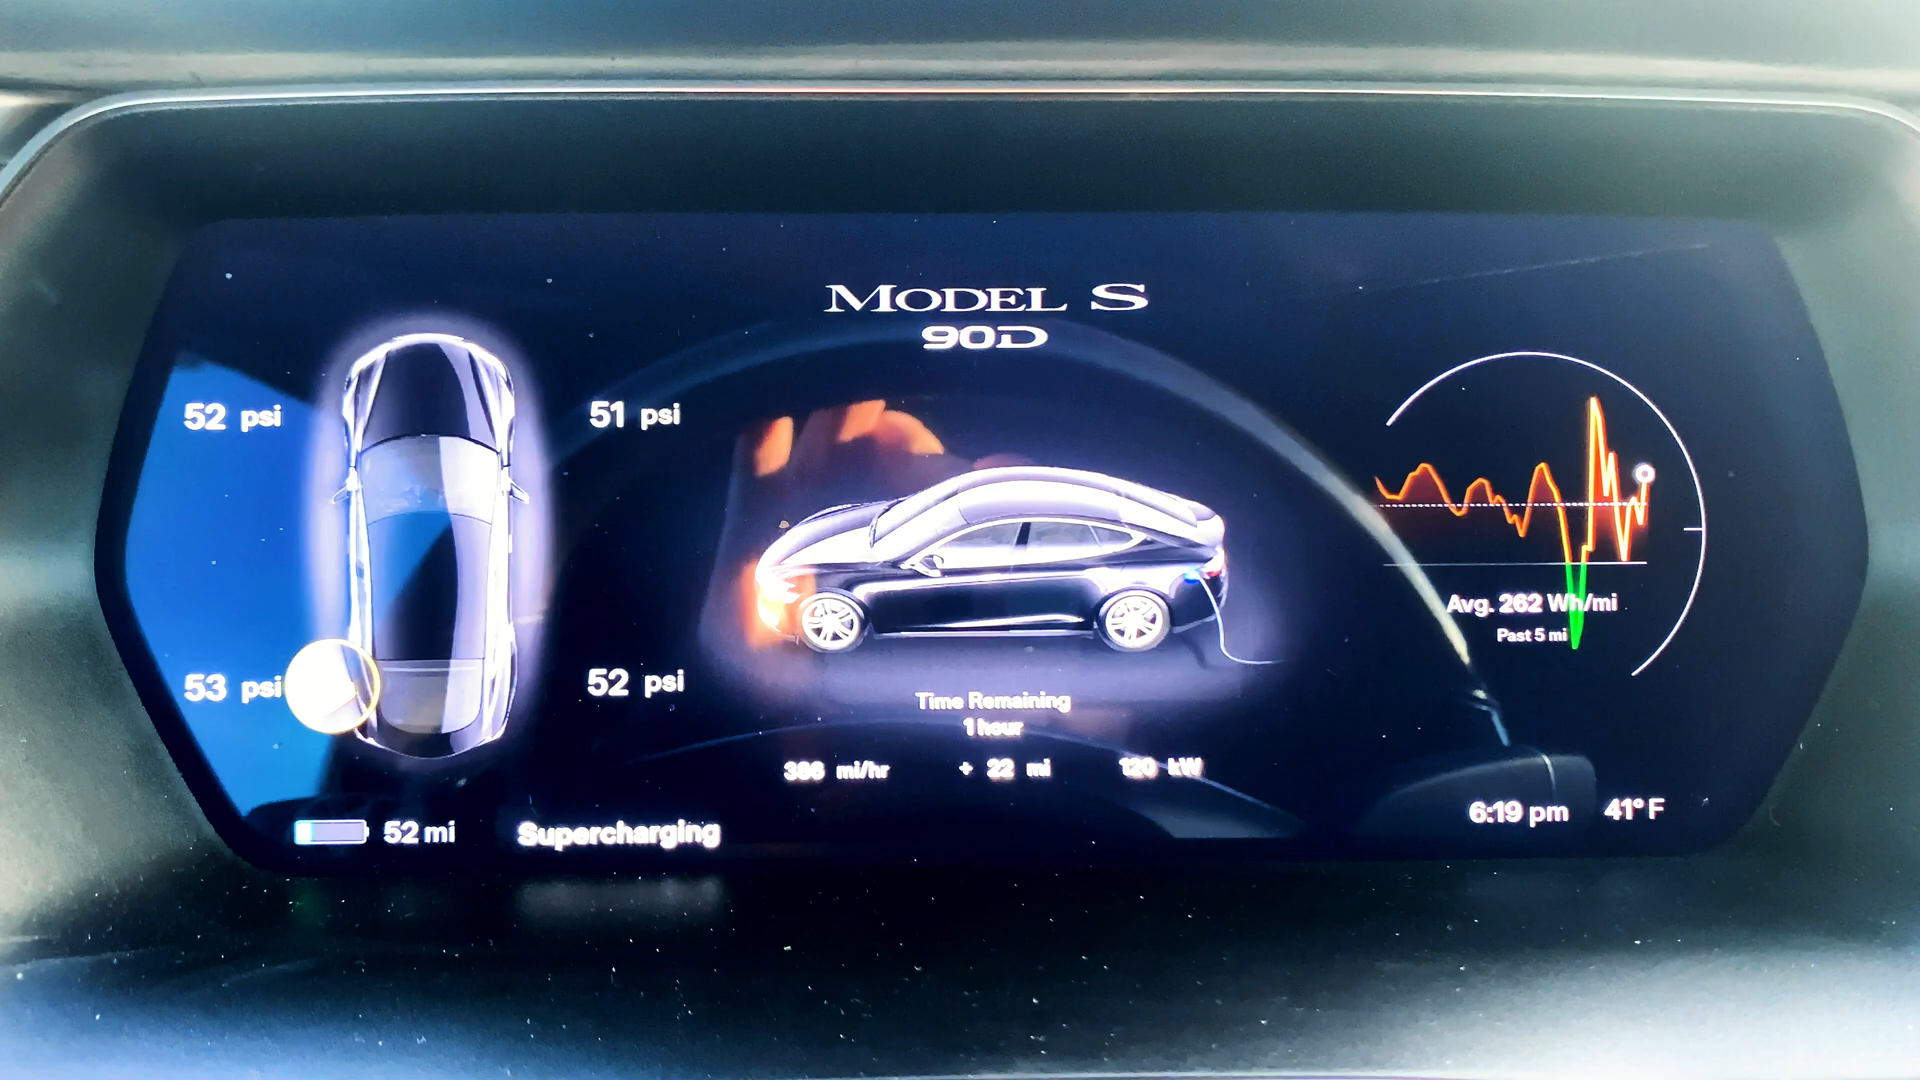 MODEL S
90D
52 psi
51 psi
53 psi
52 psi
Time Remaining
1 hour
mi/hr
+ 22 mi
120 kW
Avg. 262 Wh/mi
Past 5 mi
52 mi
Supercharging
6:19 pm
41°F